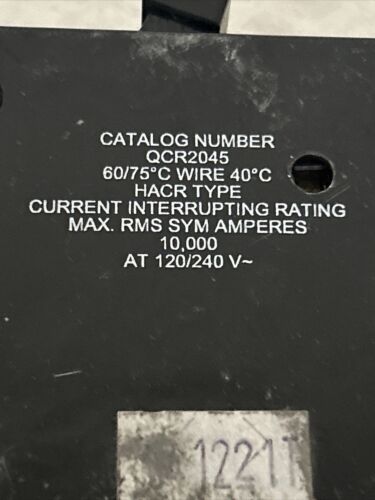 CATALOG NUMBER
QCR2045
60/75°C WIRE 40°C
HACR TYPE
CURRENT INTERRUPTING RATING
MAX. RMS SYM AMPERES
10,000
AT 120/240 V~
1221T